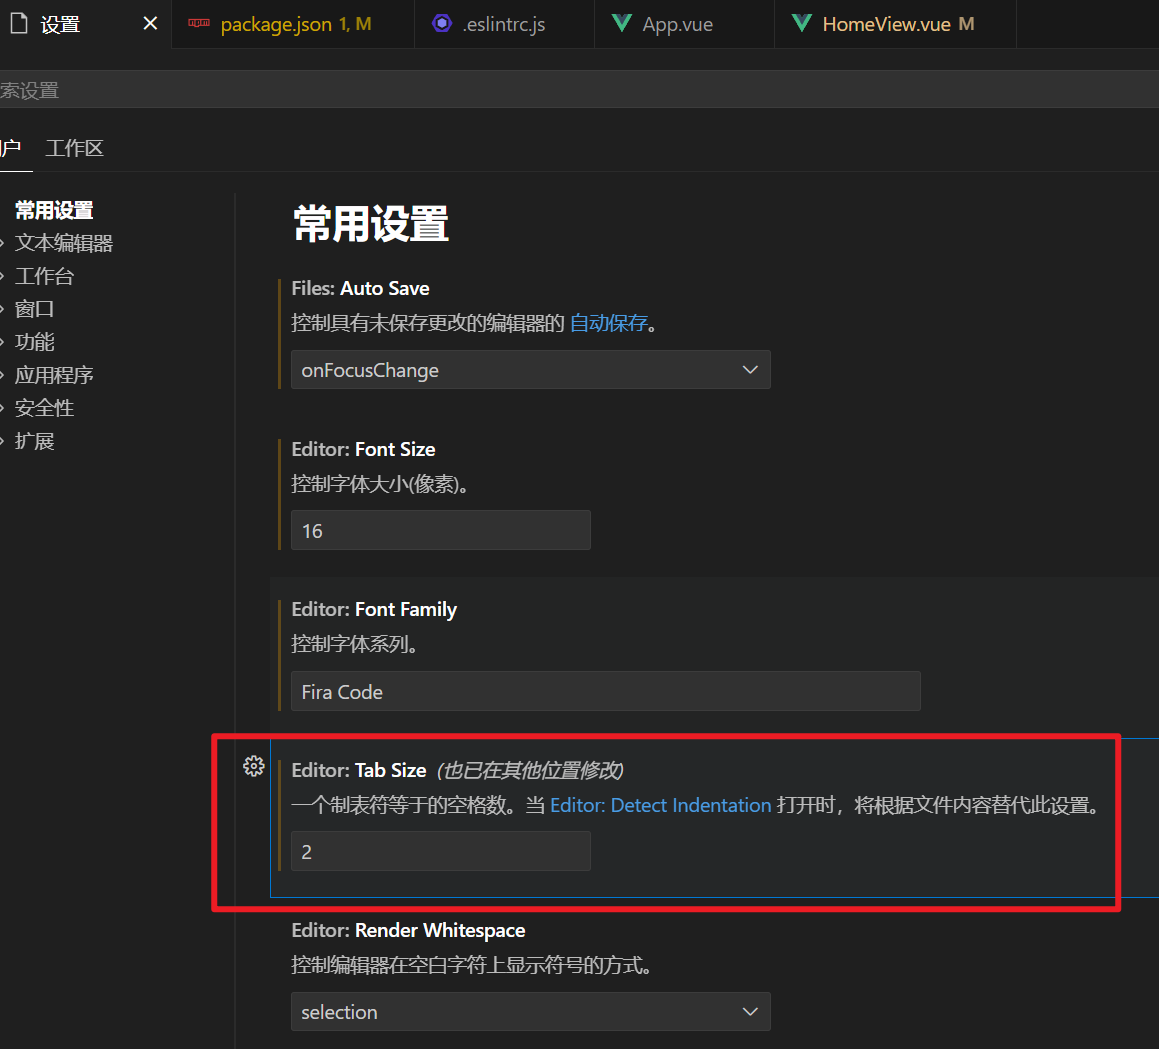 设置 package.json 1, M .eslintrc.js App.vue HomeView.vue M
索设置
户 工作区
常用设置
文本编辑器
工作台
窗口
功能
应用程序
安全性
扩展
常用设置
Files: Auto Save
控制具有未保存更改的编辑器的 自动保存。
onFocusChange
Editor: Font Size
控制字体大小(像素)。
16
Editor: Font Family
控制字体系列。
Fira Code
Editor: Tab Size (也已在其他位置修改)
一个制表符等于的空格数。当 Editor: Detect Indentation 打开时，将根据文件内容替代此设置。
2
Editor: Render Whitespace
控制编辑器在空白字符上显示符号的方式。
selection